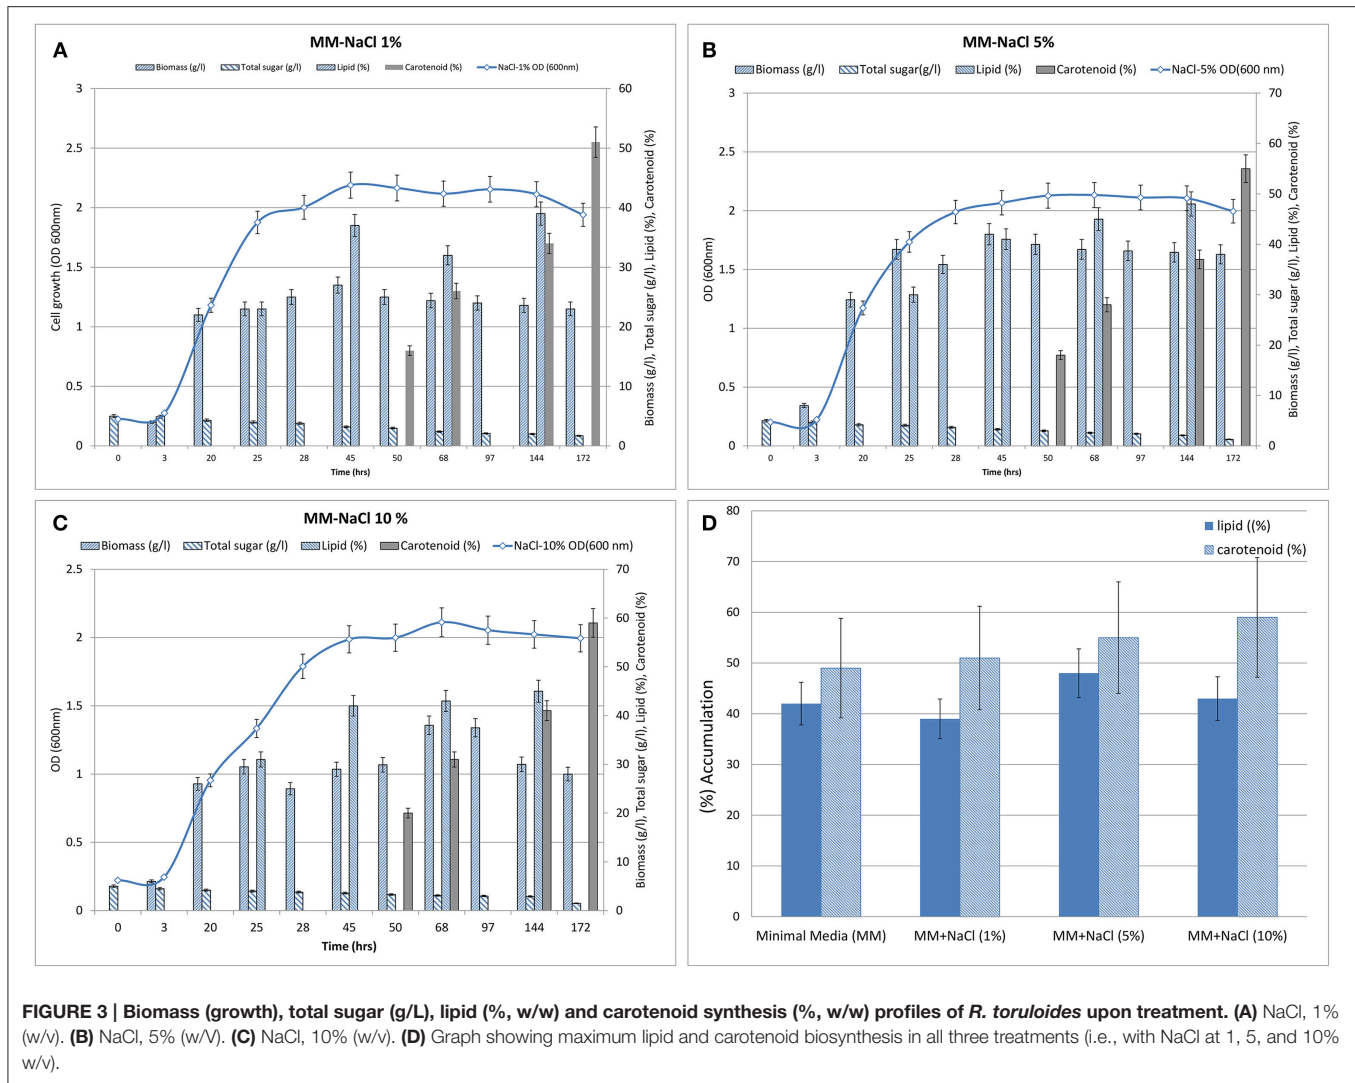 A
MM-NaCl 1%
Biomass (g/l) Total sugar (g/l) Lipid (%) Carotenoid (%) NaCl-1% OD (600nm)
Cell growth (OD 600nm)
3
2.5
2
1.5
1
0.5
0
60
50
40
30
20
10
0
Biomass (g/l), Total sugar (g/l), Lipid (%), Carotenoid (%)
0 3 20 25 28 45 50 68 97 144 172
Time (hrs)
B
MM-NaCl 5%
Biomass (g/l) Total sugar(g/l) Lipid (%) Carotenoid (%) NaCl-5% OD(600 nm)
OD (600nm)
3
2.5
2
1.5
1
0.5
0
70
60
50
40
30
20
10
0
Biomass (g/l), Total sugar (g/l), Lipid (%), Carotenoid (%)
0 3 20 25 28 45 50 68 97 144 172
Time (hrs)
C
MM-NaCl 10 %
Biomass (g/l) Total sugar (g/l) Lipid (%) Carotenoid (%) NaCl-10% OD(600 nm)
OD (600nm)
2.5
2
1.5
1
0.5
0
70
60
50
40
30
20
10
0
Biomass (g/l), Total sugar (g/l), Lipid (%), Carotenoid (%)
0 3 20 25 28 45 50 68 97 144 172
Time (hrs)
D
lipid ((%)
carotenoid (%)
(%) Accumulation
80
70
60
50
40
30
20
10
0
Minimal Media (MM) MM+NaCl (1%) MM+NaCl (5%) MM+NaCl (10%)
FIGURE 3 | Biomass (growth), total sugar (g/L), lipid (%, w/w) and carotenoid synthesis (%, w/w) profiles of R. toruloides upon treatment. (A) NaCl, 1%
(w/v). (B) NaCl, 5% (w/V). (C) NaCl, 10% (w/v). (D) Graph showing maximum lipid and carotenoid biosynthesis in all three treatments (i.e., with NaCl at 1, 5, and 10%
w/v).